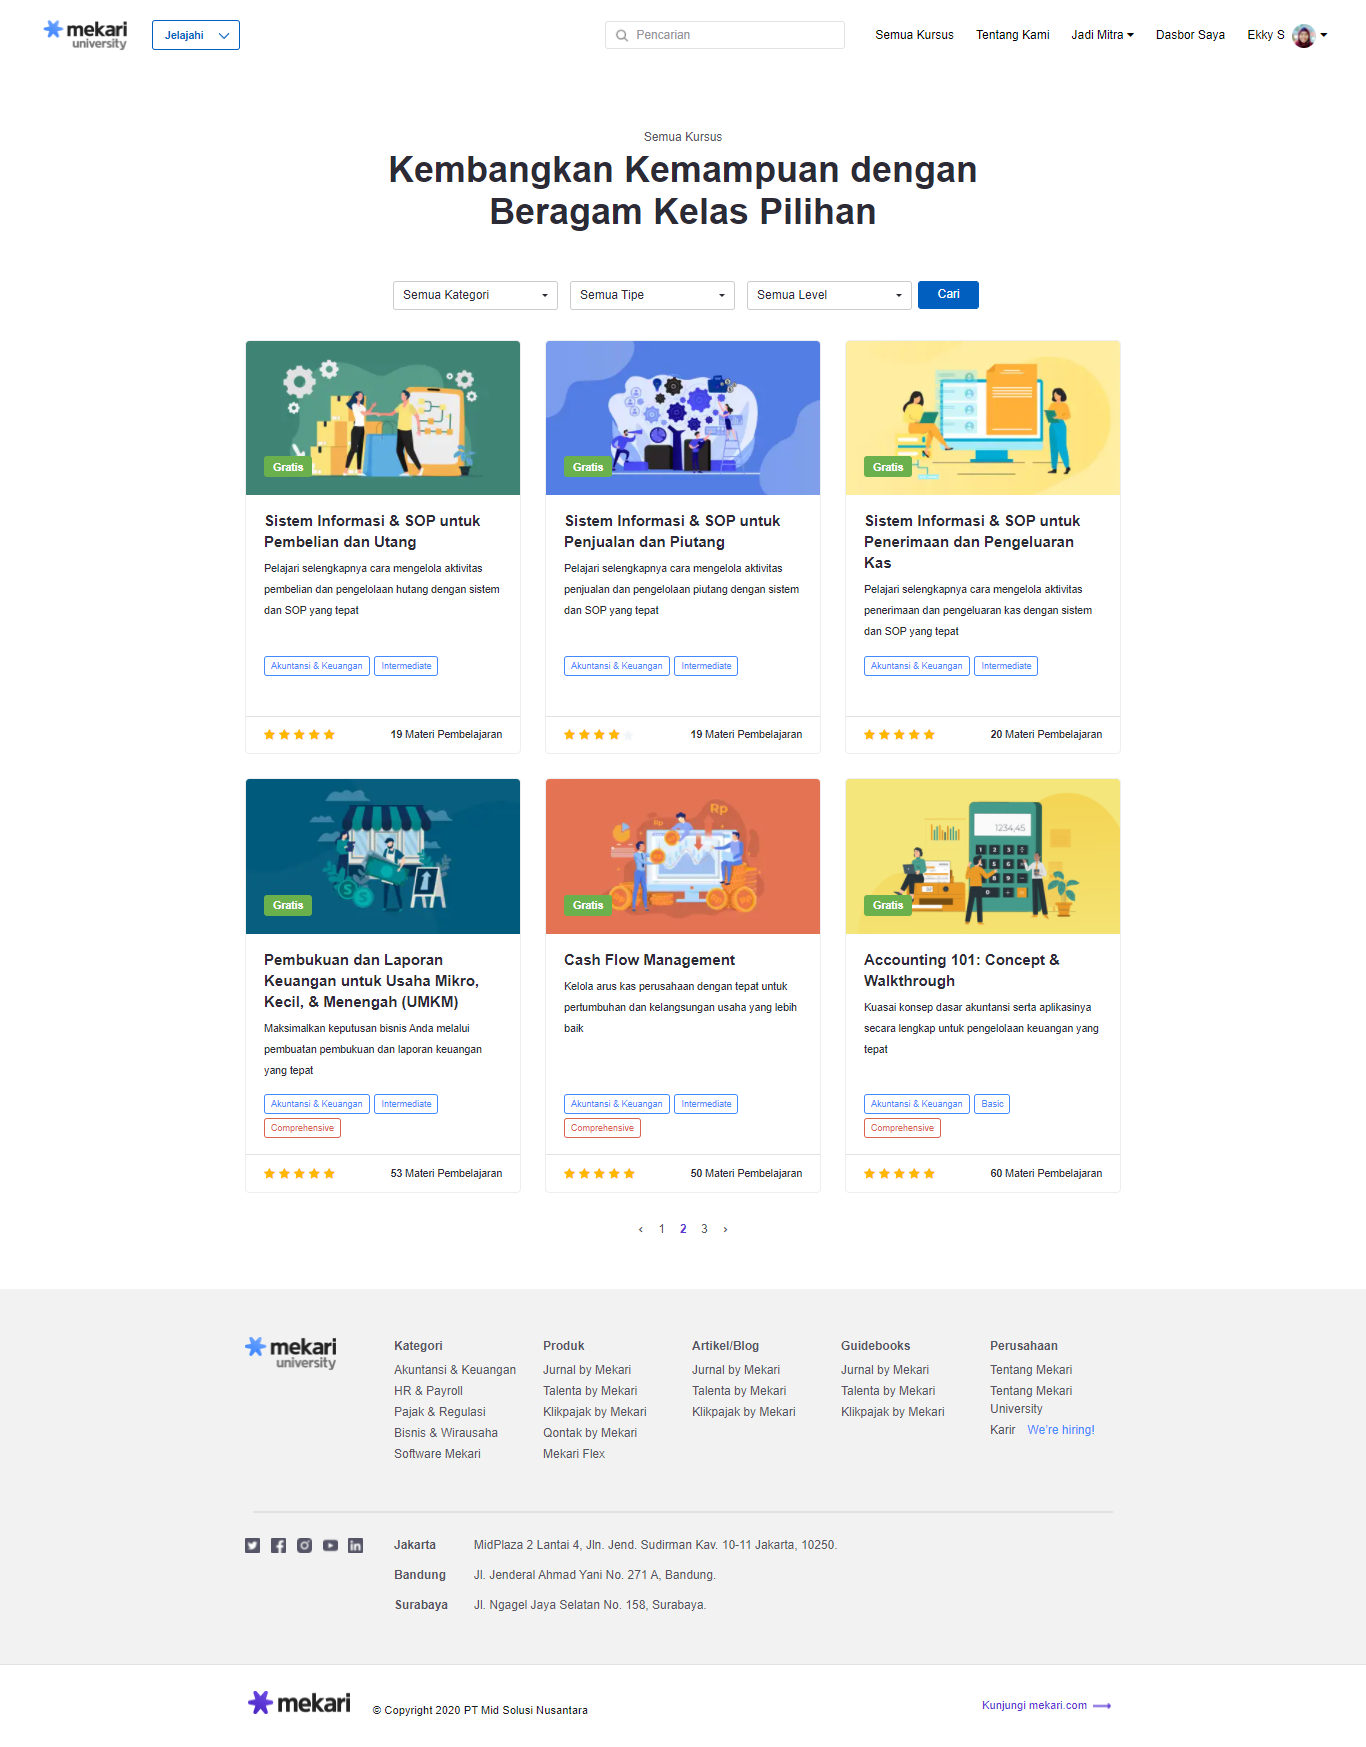 mekari
university
Jelajahi
Pencarian
Semua Kursus
Tentang Kami
Jadi Mitra
Dasbor Saya
Ekky S
Semua Kursus
Kembangkan Kemampuan dengan
Beragam Kelas Pilihan
Semua Kategori
Semua Tipe
Semua Level
Cari
Gratis
Sistem Informasi & SOP untuk
Pembelian dan Utang
Pelajari selengkapnya cara mengelola aktivitas
pembelian dan pengelolaan hutang dengan sistem
dan SOP yang tepat
Akuntansi & Keuangan
Intermediate
19 Materi Pembelajaran
Gratis
Sistem Informasi & SOP untuk
Penjualan dan Piutang
Pelajari selengkapnya cara mengelola aktivitas
penjualan dan pengelolaan piutang dengan sistem
dan SOP yang tepat
Akuntansi & Keuangan
Intermediate
19 Materi Pembelajaran
Gratis
Sistem Informasi & SOP untuk
Penerimaan dan Pengeluaran
Kas
Pelajari selengkapnya cara mengelola aktivitas
penerimaan dan pengeluaran kas dengan sistem
dan SOP yang tepat
Akuntansi & Keuangan
Intermediate
20 Materi Pembelajaran
Gratis
Pembukuan dan Laporan
Keuangan untuk Usaha Mikro,
Kecil, & Menengah (UMKM)
Maksimalkan keputusan bisnis Anda melalui
pembuatan pembukuan dan laporan keuangan
yang tepat
Akuntansi & Keuangan
Intermediate
Comprehensive
53 Materi Pembelajaran
Rp
Rp
Gratis
Cash Flow Management
Kelola arus kas perusahaan dengan tepat untuk
pertumbuhan dan kelangsungan usaha yang lebih
baik
Akuntansi & Keuangan
Intermediate
Comprehensive
50 Materi Pembelajaran
1234,45
Gratis
Accounting 101: Concept &
Walkthrough
Kuasai konsep dasar akuntansi serta aplikasinya
secara lengkap untuk pengelolaan keuangan yang
tepat
Akuntansi & Keuangan
Basic
Comprehensive
60 Materi Pembelajaran
‹ 1 2 3 ›
mekari
university
Kategori
Akuntansi & Keuangan
HR & Payroll
Pajak & Regulasi
Bisnis & Wirausaha
Software Mekari
Produk
Jurnal by Mekari
Talenta by Mekari
Klikpajak by Mekari
Qontak by Mekari
Mekari Flex
Artikel/Blog
Jurnal by Mekari
Talenta by Mekari
Klikpajak by Mekari
Guidebooks
Jurnal by Mekari
Talenta by Mekari
Klikpajak by Mekari
Perusahaan
Tentang Mekari
Tentang Mekari
University
Karir We're hiring!
Jakarta MidPlaza 2 Lantai 4, Jln. Jend. Sudirman Kav. 10-11 Jakarta, 10250.
Bandung Jl. Jenderal Ahmad Yani No. 271 A, Bandung.
Surabaya Jl. Ngagel Jaya Selatan No. 158, Surabaya.
mekari
© Copyright 2020 PT Mid Solusi Nusantara
Kunjungi mekari.com